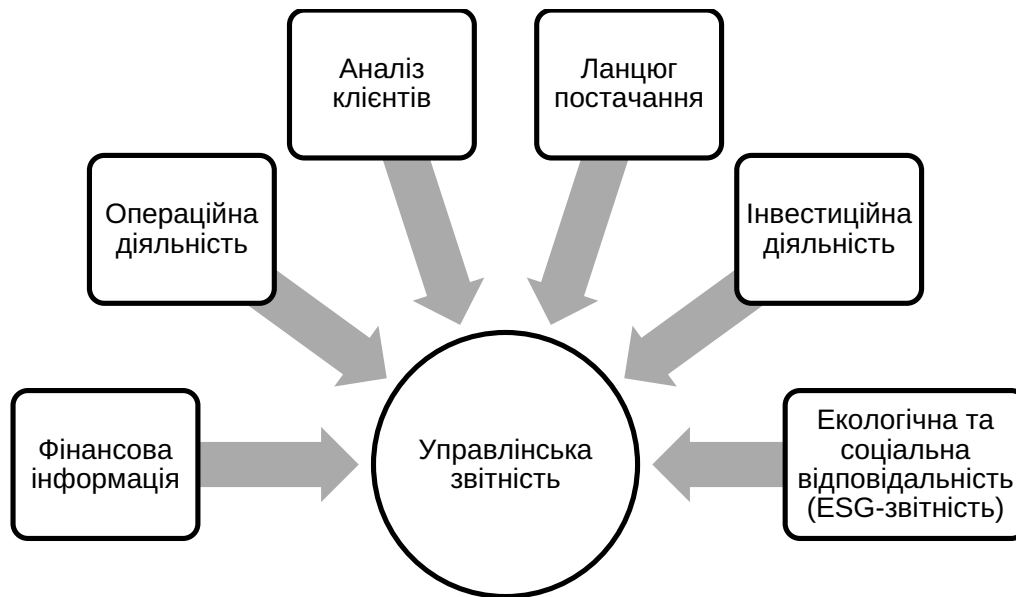 Аналіз
клієнтів
Ланцюг
постачання
Операційна
діяльність
Інвестиційна
діяльність
Фінансова
інформація
Управлінська
звітність
Екологічна та
соціальна
відповідальність
(ESG-звітність)